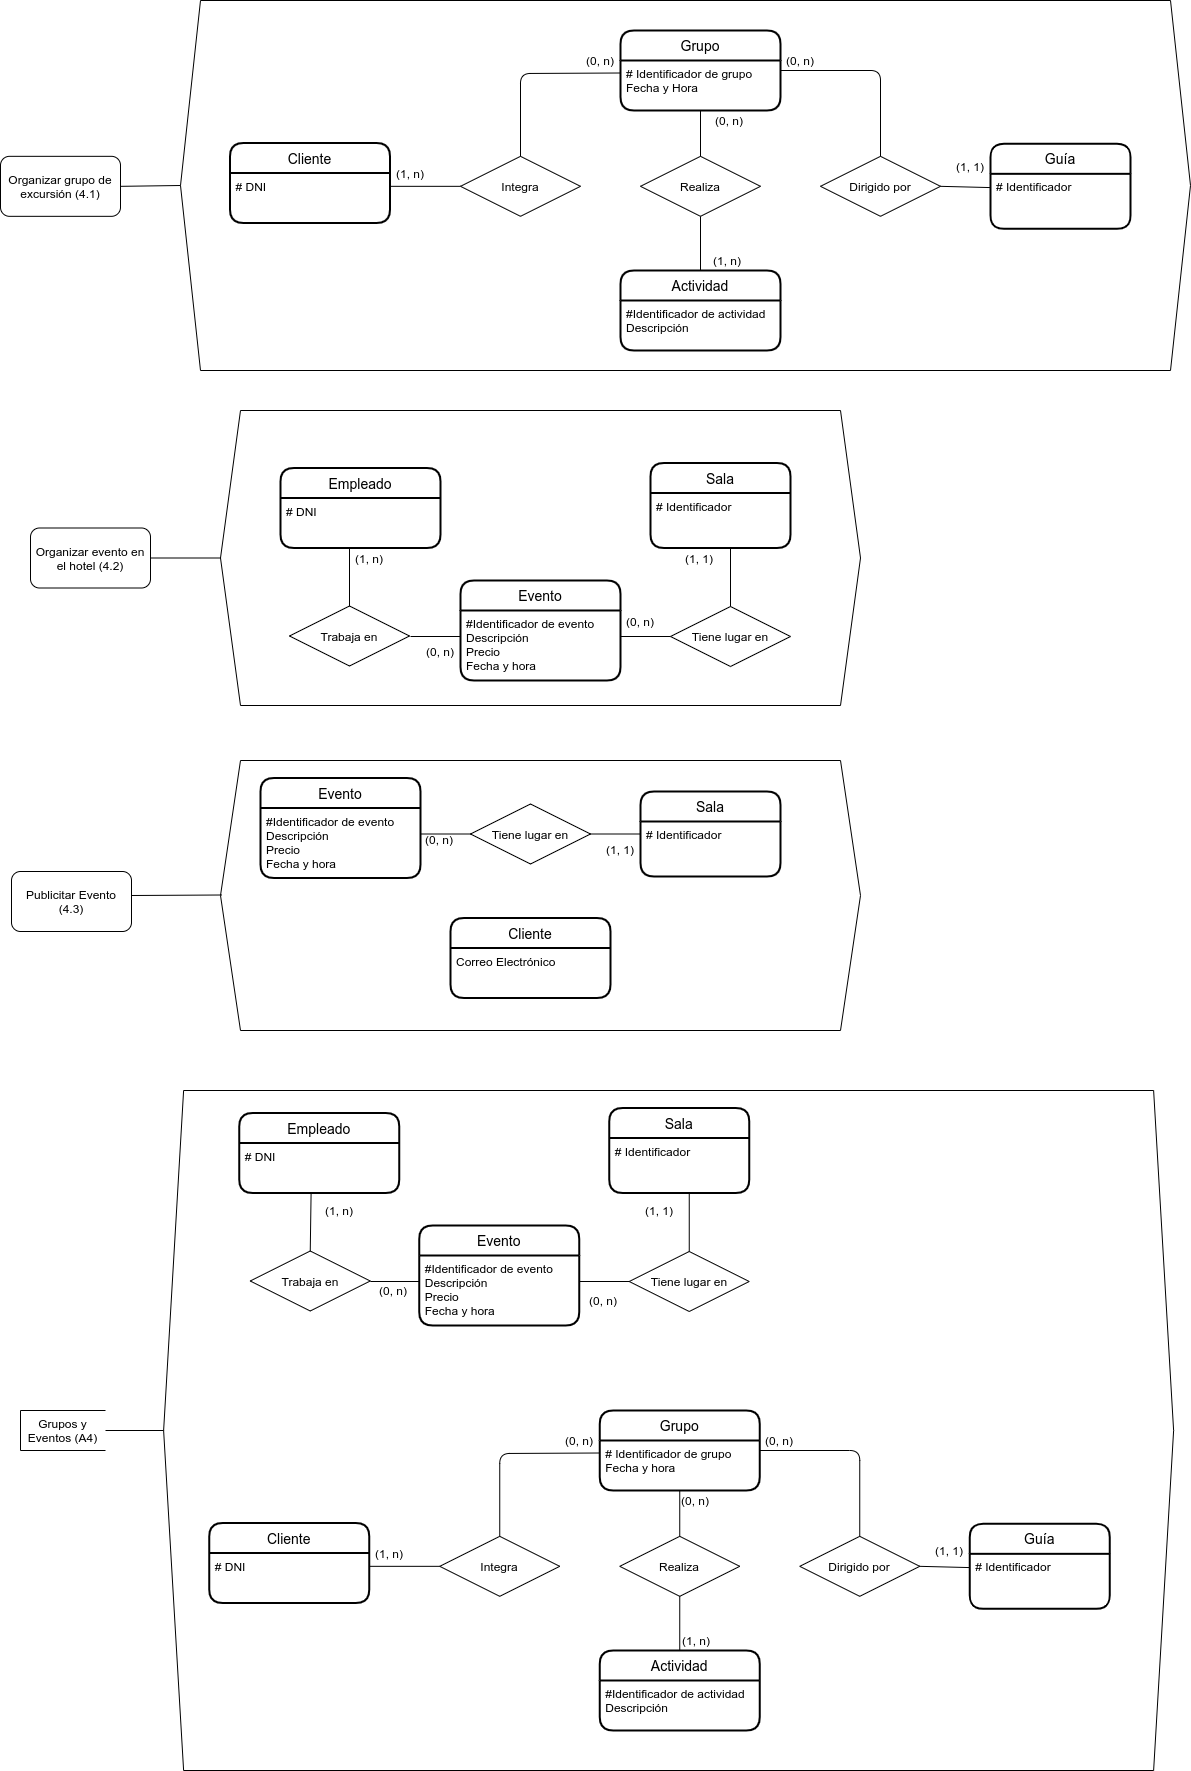 Organizar grupo de
excursión (4.1)
Grupo
# Identificador de grupo
Fecha y Hora
(0, n)
(0, n)
(0, n)
Cliente
# DNI
(1, n)
Integra
Realiza
Dirigido por
(1, 1)
Guía
# Identificador
(1, n)
Actividad
#Identificador de actividad
Descripción
Organizar evento en
el hotel (4.2)
Empleado
# DNI
(1, n)
Sala
# Identificador
(1, 1)
Trabaja en
(0, n)
Evento
#Identificador de evento
Descripción
Precio
Fecha y hora
(0, n)
Tiene lugar en
Publicitar Evento
(4.3)
Evento
#Identificador de evento
Descripción
Precio
Fecha y hora
(0, n)
Tiene lugar en
(1, 1)
Sala
# Identificador
Cliente
Correo Electrónico
Grupos y
Eventos (A4)
Empleado
# DNI
(1, n)
Sala
# Identificador
(1, 1)
Trabaja en
(0, n)
Evento
#Identificador de evento
Descripción
Precio
Fecha y hora
(0, n)
Tiene lugar en
(0, n)
Grupo
# Identificador de grupo
Fecha y hora
(0, n)
(0, n)
Cliente
# DNI
(1, n)
Integra
Realiza
Dirigido por
(1, 1)
Guía
# Identificador
(1, n)
Actividad
#Identificador de actividad
Descripción